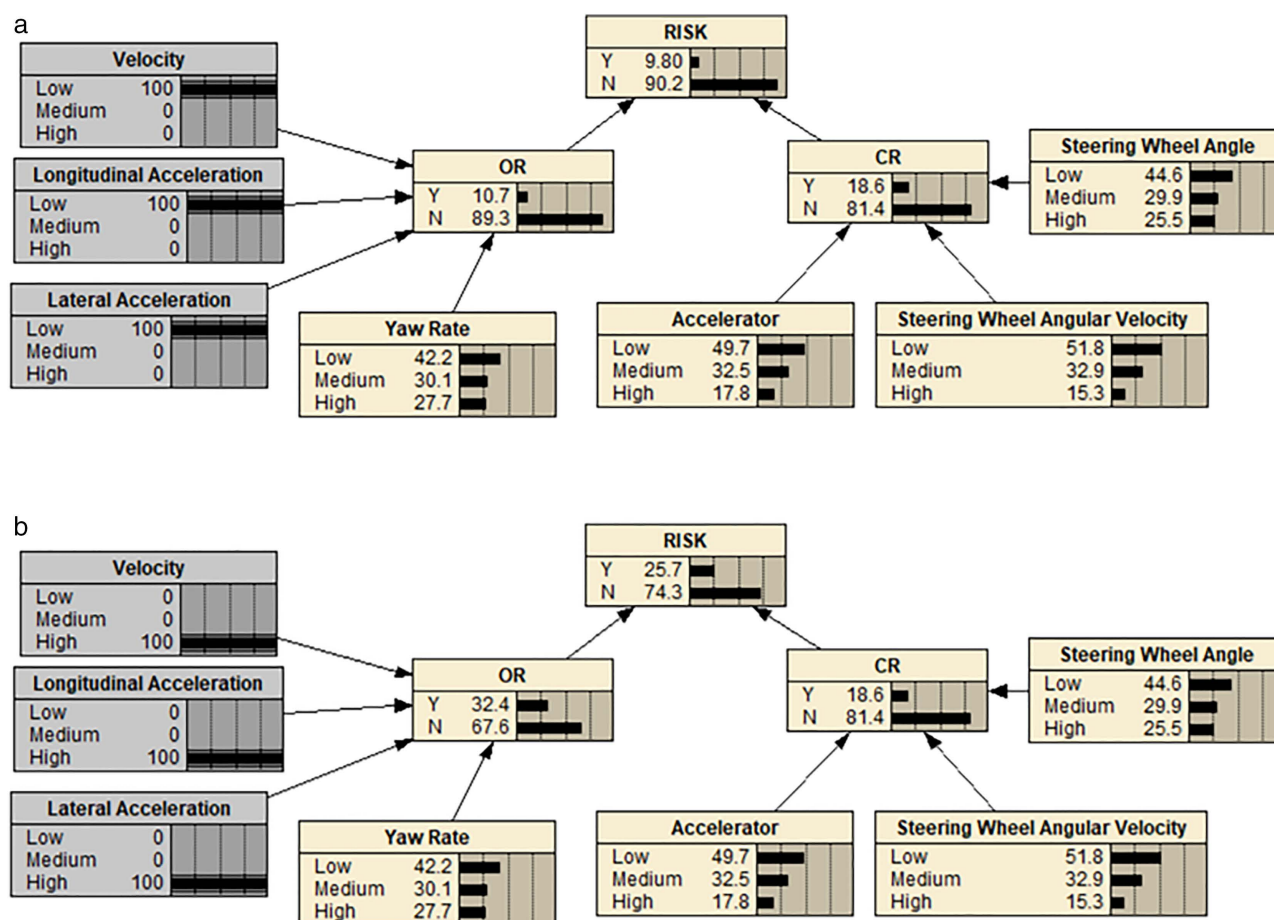 a
RISK
Y 9.80
N 90.2
Velocity
Low 100
Medium 0
High 0
Longitudinal Acceleration
Low 100
Medium 0
High 0
Lateral Acceleration
Low 100
Medium 0
High 0
OR
Y 10.7
N 89.3
CR
Y 18.6
N 81.4
Steering Wheel Angle
Low 44.6
Medium 29.9
High 25.5
Yaw Rate
Low 42.2
Medium 30.1
High 27.7
Accelerator
Low 49.7
Medium 32.5
High 17.8
Steering Wheel Angular Velocity
Low 51.8
Medium 32.9
High 15.3
b
RISK
Y 25.7
N 74.3
Velocity
Low 0
Medium 0
High 100
Longitudinal Acceleration
Low 0
Medium 0
High 100
Lateral Acceleration
Low 0
Medium 0
High 100
OR
Y 32.4
N 67.6
CR
Y 18.6
N 81.4
Steering Wheel Angle
Low 44.6
Medium 29.9
High 25.5
Yaw Rate
Low 42.2
Medium 30.1
High 27.7
Accelerator
Low 49.7
Medium 32.5
High 17.8
Steering Wheel Angular Velocity
Low 51.8
Medium 32.9
High 15.3